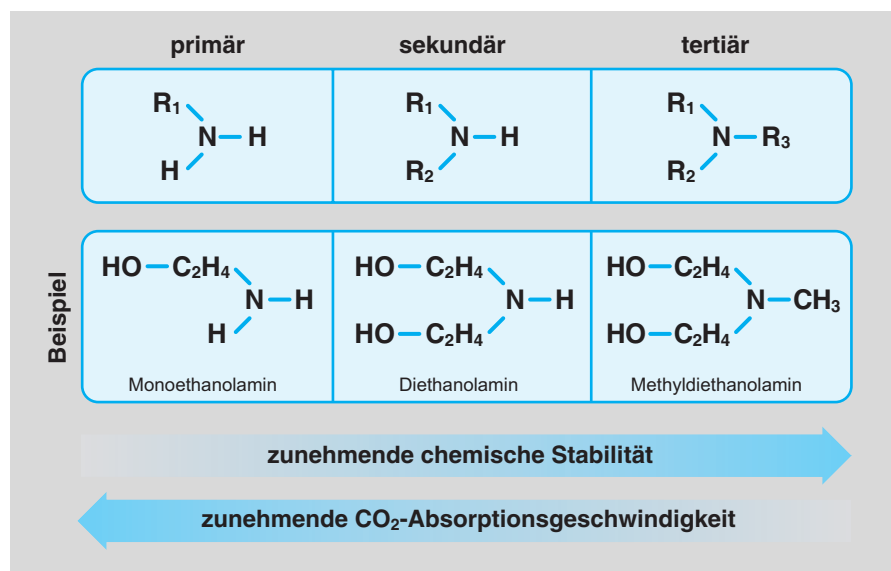 primär sekundär tertiär
R₁ R₁ R₁
N H N H N R₃
H R₂ R₂
Beispiel
HO C₂H₄ HO C₂H₄ HO C₂H₄
N H N H N CH₃
H HO C₂H₄ HO C₂H₄
Monoethanolamin Diethanolamin Methyldiethanolamin
zunehmende chemische Stabilität
zunehmende CO₂-Absorptionsgeschwindigkeit